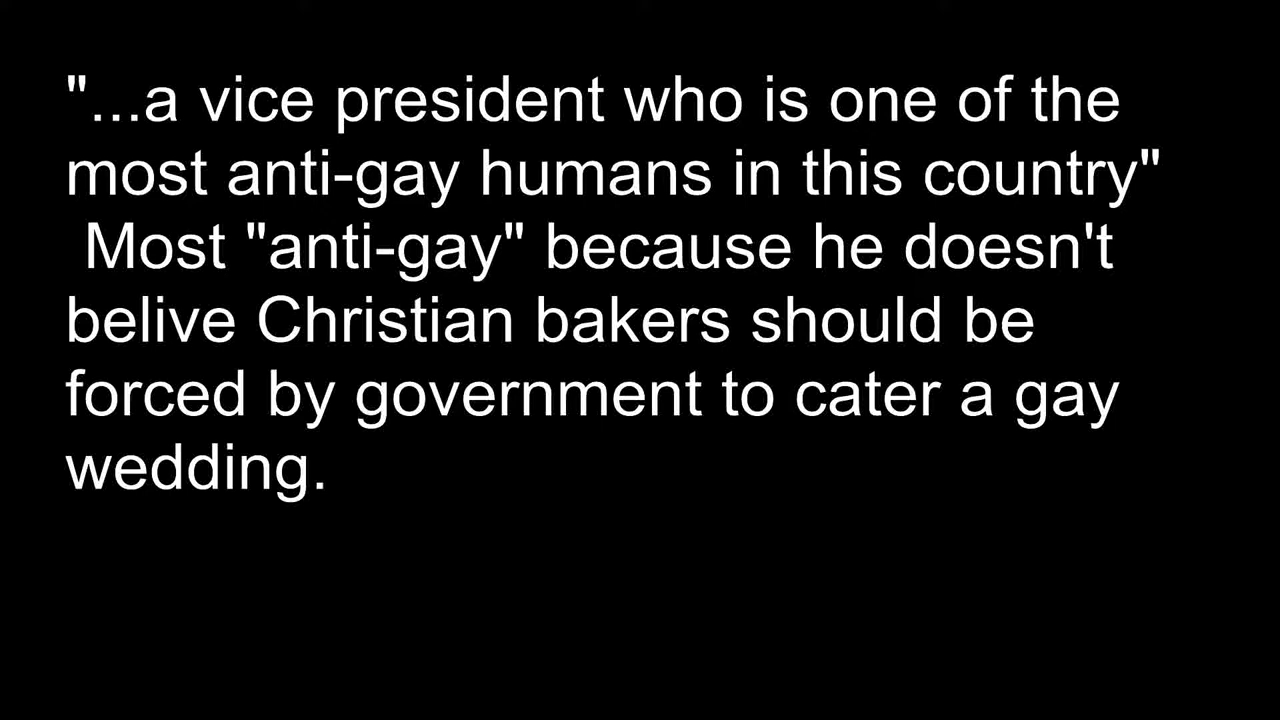 "...a vice president who is one of the
most anti-gay humans in this country"
Most "anti-gay" because he doesn't
belive Christian bakers should be
forced by government to cater a gay
wedding.